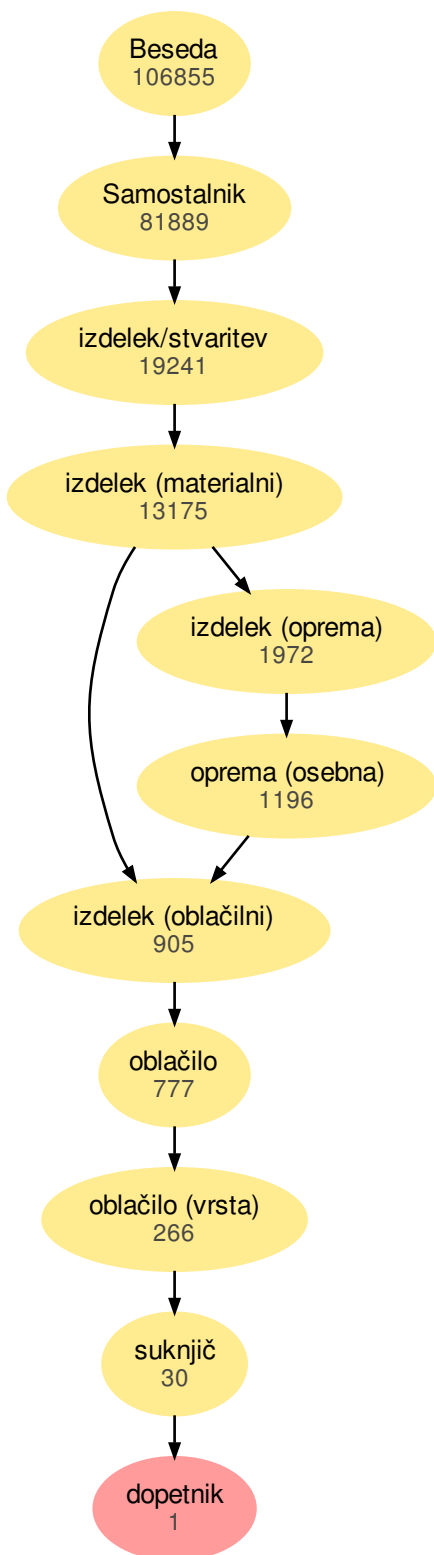 Beseda
106855
Samostalnik
81889
izdelek/stvaritev
19241
izdelek (materialni)
13175
izdelek (oprema)
1972
oprema (osebna)
1196
izdelek (oblačilni)
905
oblačilo
777
oblačilo (vrsta)
266
suknjič
30
dopetnik
1